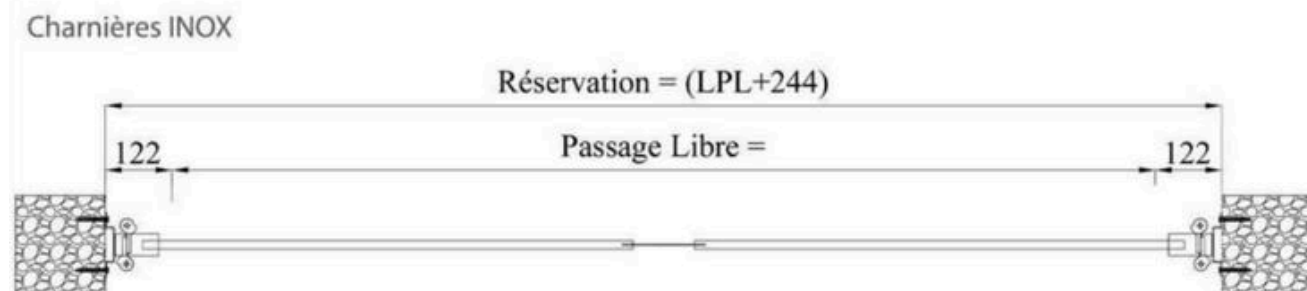 Charnières INOX
Réservation = (LPL+244)
122 Passage Libre = 122